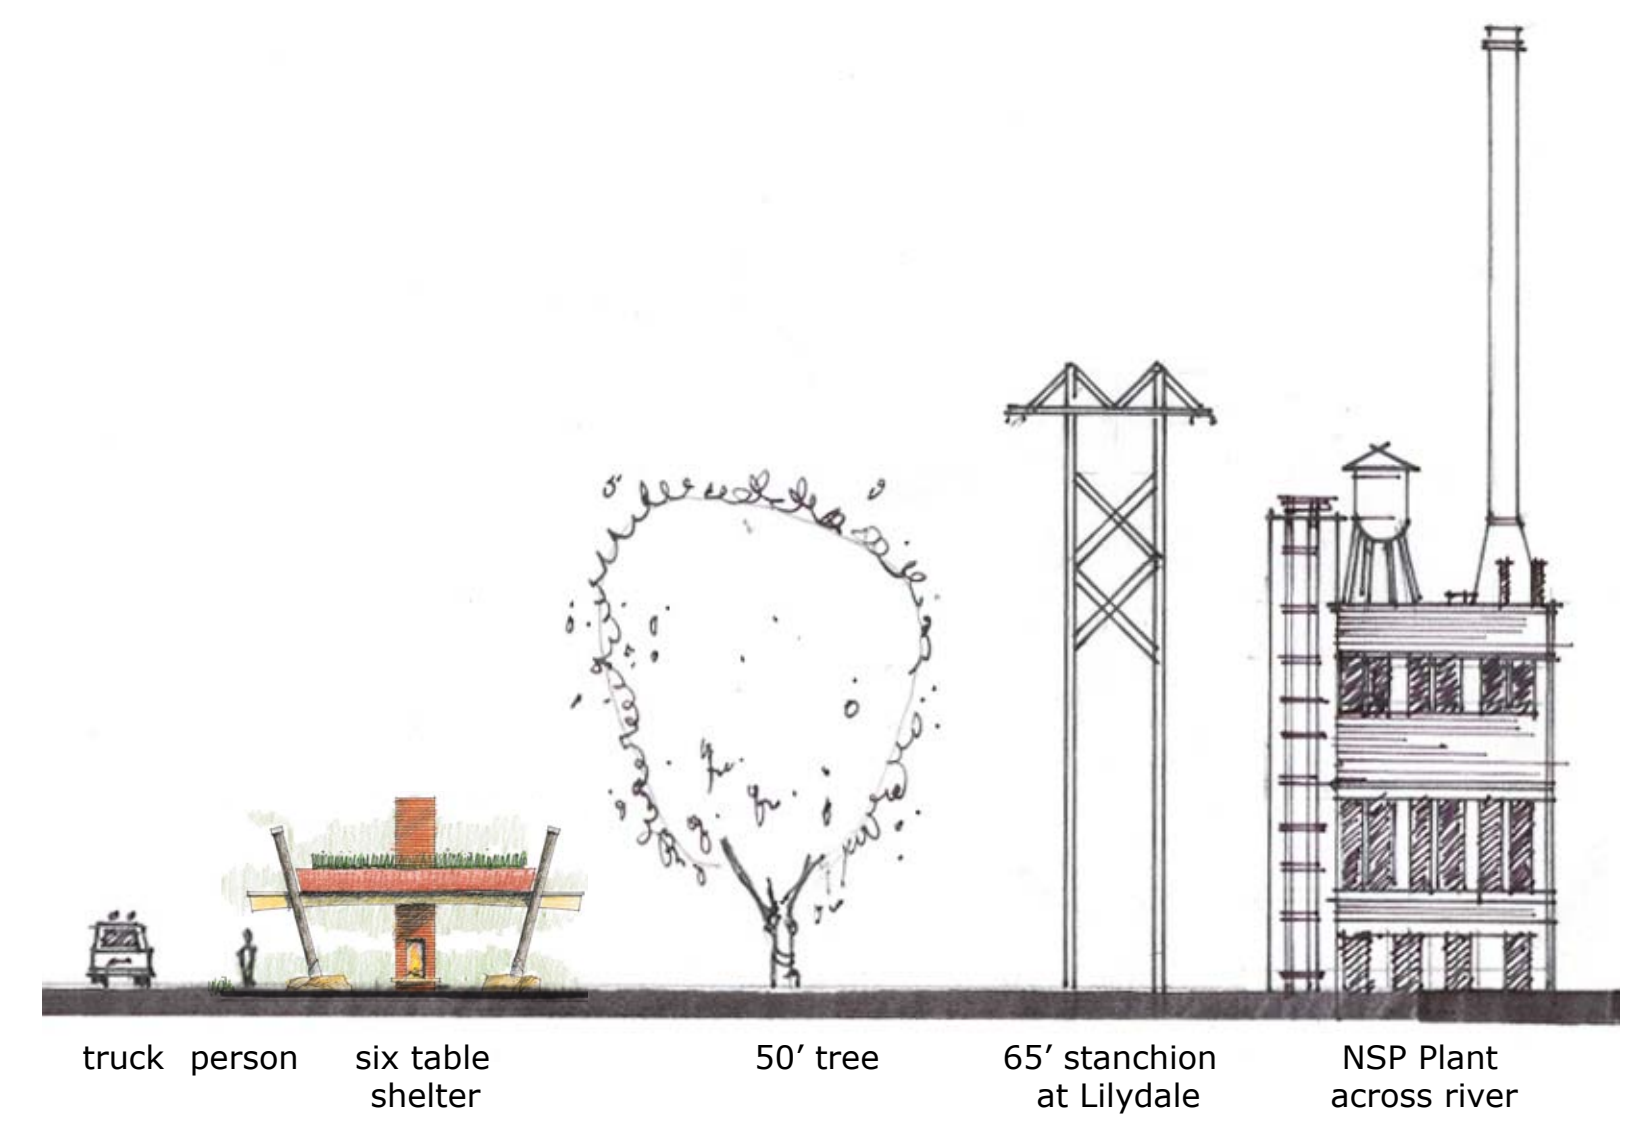 truck person six table 50′ tree 65′ stanchion NSP Plant
shelter at Lilydale across river